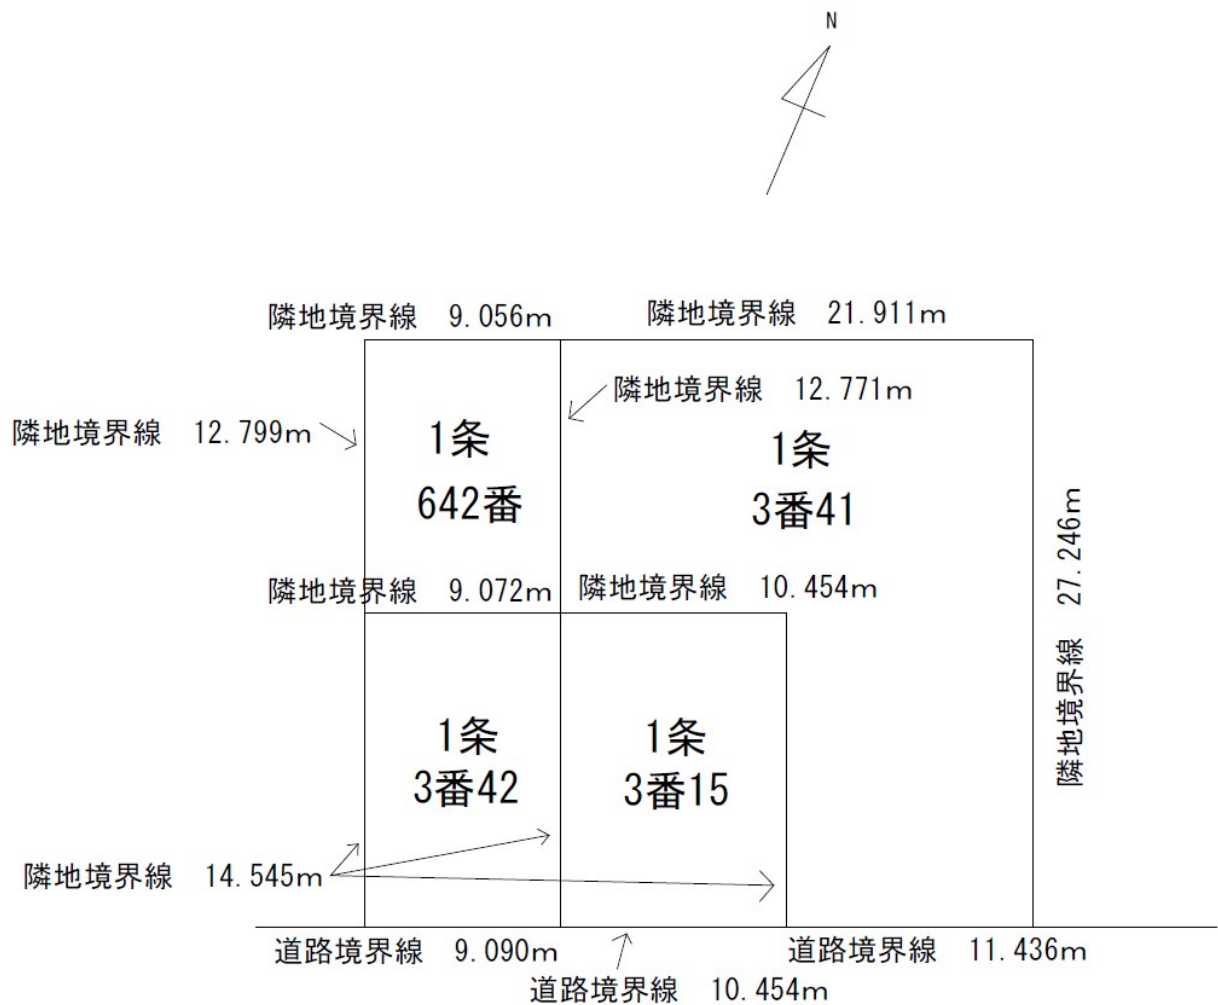 N
隣地境界線 9.056m
隣地境界線 21.911m
隣地境界線 12.771m
隣地境界線 12.799m
1条
642番
1条
3番41
隣地境界線 27.246m
隣地境界線 9.072m
隣地境界線 10.454m
1条
3番42
1条
3番15
隣地境界線 14.545m
道路境界線 9.090m
道路境界線 11.436m
道路境界線 10.454m